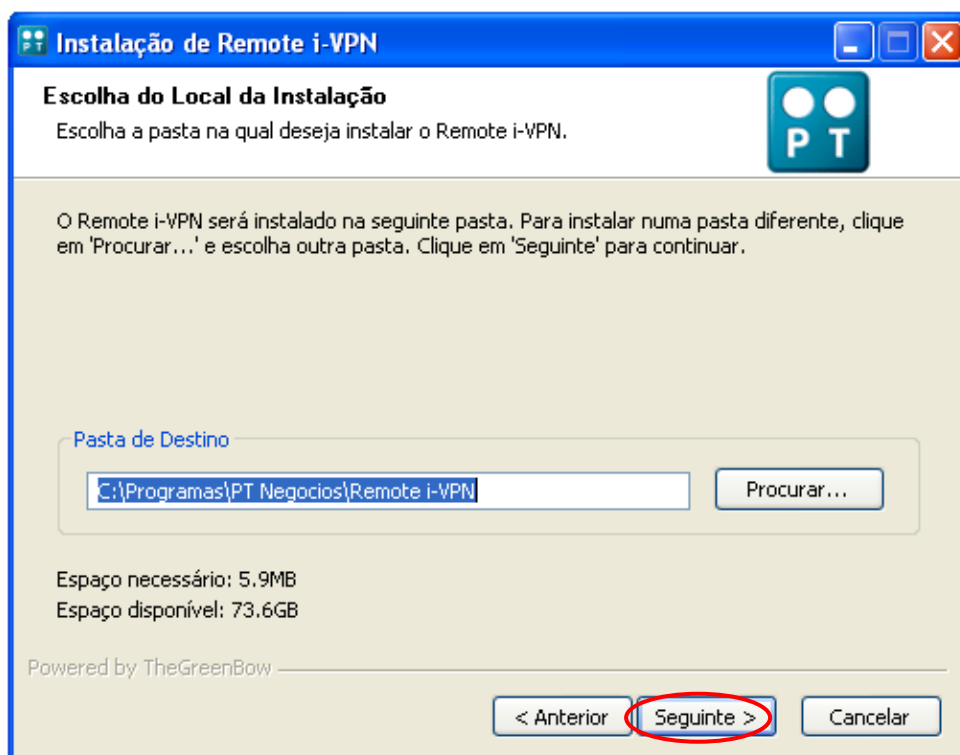 PT
Instalação de Remote i-VPN
Escolha do Local da Instalação
Escolha a pasta na qual deseja instalar o Remote i-VPN.
PT
O Remote i-VPN será instalado na seguinte pasta. Para instalar numa pasta diferente, clique
em 'Procurar...' e escolha outra pasta. Clique em 'Seguinte' para continuar.
Pasta de Destino
C:\Programas\PT Negocios\Remote i-VPN
Procurar...
Espaço necessário: 5.9MB
Espaço disponível: 73.6GB
Powered by TheGreenBow
< Anterior
Seguinte >
Cancelar